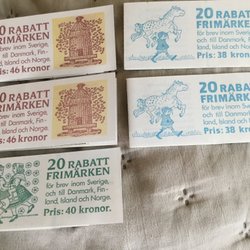 20 RABATT
FRIMÄRKEN
för brev inom Sverige,
och till Danmark, Fin-
land, Island och Norge.
Pris: 46 kronor
20 RABATT
FRIMÄRKEN
för brev inom Sverige,
och till Danmark, Fin-
land, Island och Norge.
Pris: 46 kronor
20 RABATT
FRIMÄRKEN
för brev inom Sverige,
och till Danmark, Fin-
land, Island och Norge.
Pris: 40 kronor.
20 RABATT
FRIMÄRKEN
för brev inom Sverige
och till Danmark, Fin-
land, Island och Norge.
Pris: 38 kronor
20 RABATT
FRIMÄRKEN
för brev inom Sverige
och till Danmark, Fin-
land, Island och Norge.
Pris: 38 kronor